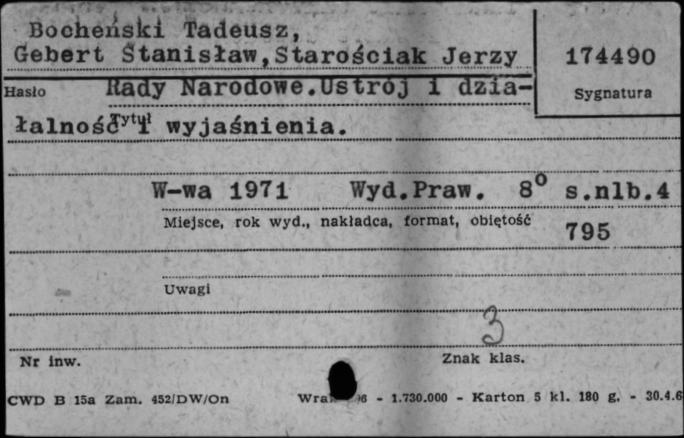 Bocheński Tadeusz,
Gebert Stanisław,Starościak Jerzy
174490
Hasło
Sygnatura
Rady Narodowe.Ustrój i dzia-
Tytuł
łalność i wyjaśnienia.
W-wa 1971 Wyd.Praw. 8° s.nlb.4
Miejsce, rok wyd., nakładca, format, objętość
795
Uwagi
3
Nr inw.
Znak klas.
CWD B 15a Zam. 452/DW/On - 1.730.000 - Karton 5 kl. 180 g. - 30.4.6